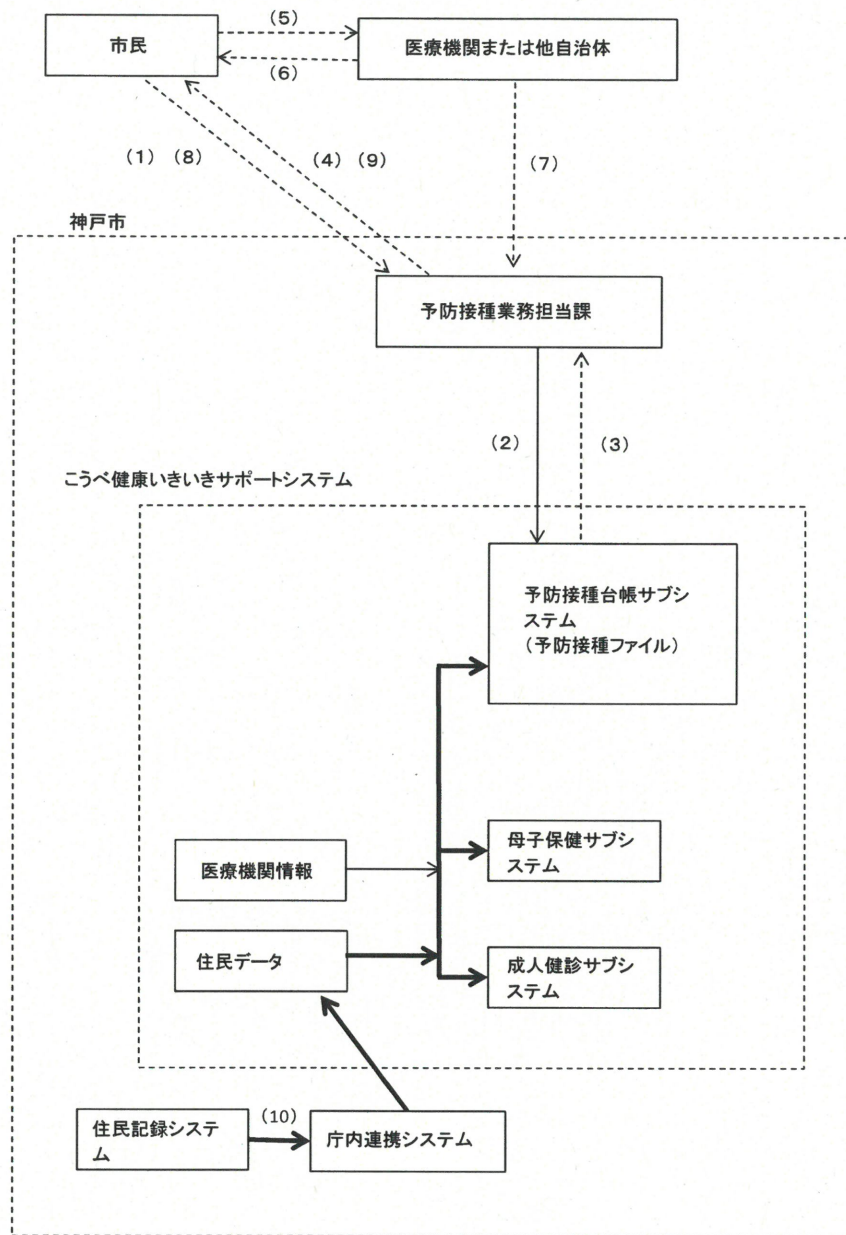 (5)
市民
医療機関または他自治体
(6)
(1) (8)
(4) (9)
(7)
神戸市
予防接種業務担当課
(2)
(3)
こうべ健康いきいきサポートシステム
予防接種台帳サブシ
ステム
(予防接種ファイル)
医療機関情報
母子保健サブシ
ステム
住民データ
成人健診サブシ
ステム
住民記録システ
ム
(10)
庁内連携システム